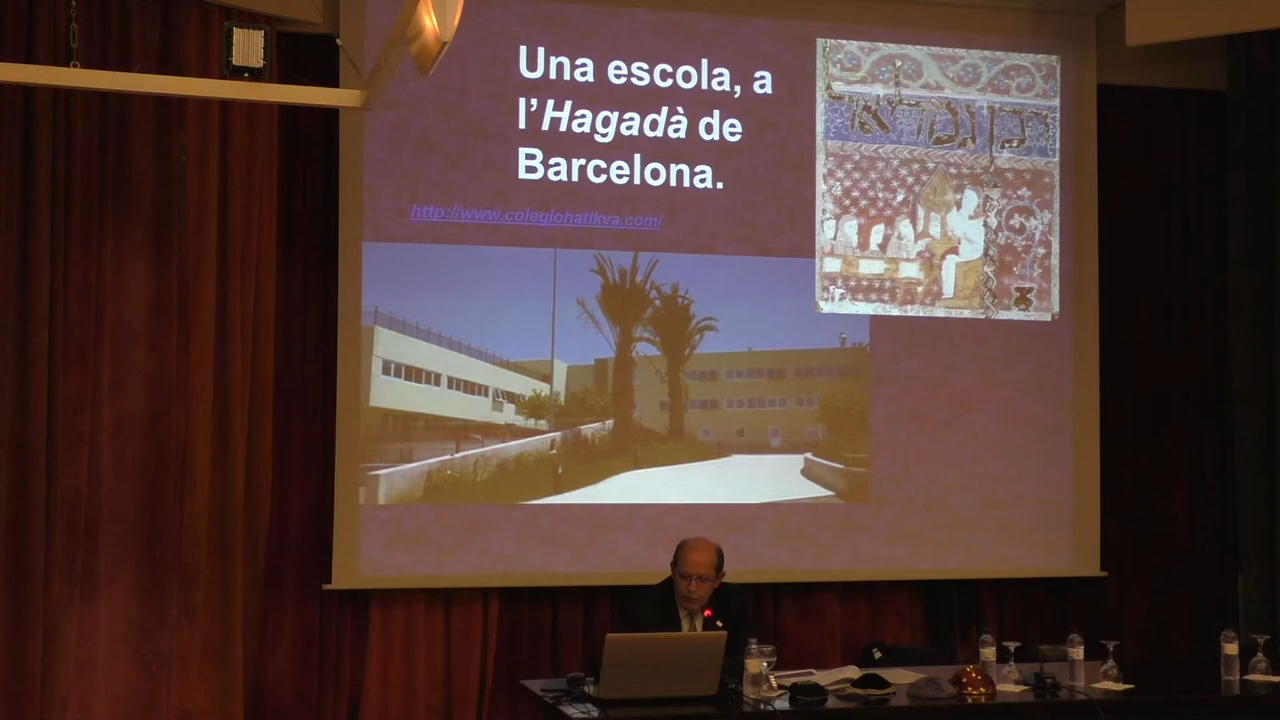 Una escola, a
l’Hagadà de
Barcelona.
http://www.colegiohatikva.com/